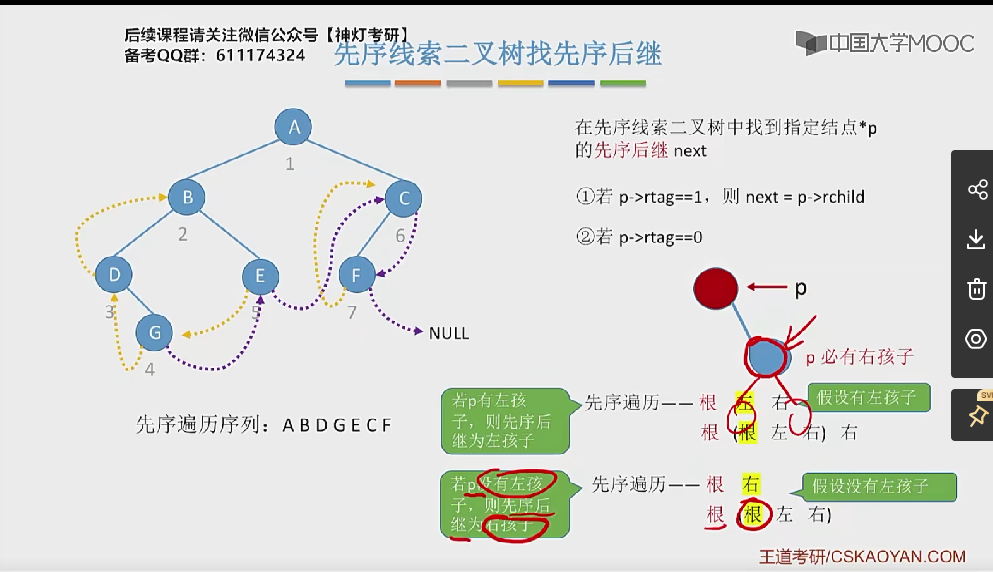 后续课程请关注微信公众号【神灯考研】
备考QQ群：611174324
先序线索二叉树找先序后继
中国大学MOOC
A
1
B
2
C
6
D
3
E
5
F
7
G
4
NULL
先序遍历序列：A B D G E C F
在先序线索二叉树中找到指定结点*p
的先序后继 next
①若 p->rtag==1，则 next = p->rchild
②若 p->rtag==0
p
p 必有右孩子
若p有左孩
子，则先序后
继为左孩子
先序遍历—— 根 左 右
假设有左孩子
根 (根 左 右) 右
若p没有左孩
子，则先序后
继为右孩子
先序遍历—— 根 右
假设没有左孩子
根 (根 左 右)
SV
王道考研/CSKAOYAN.COM